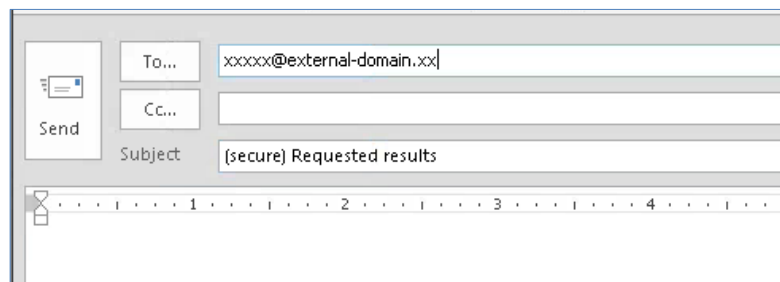 To...
xxxxx@external-domain.xx
Cc...
Send
Subject
(secure) Requested results
1 2 3 4